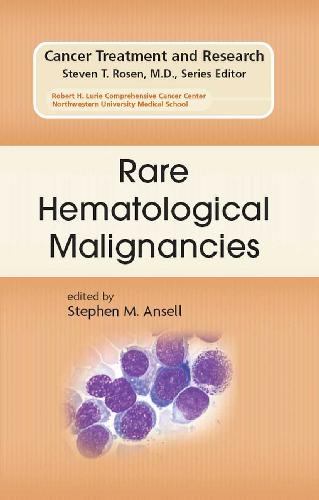 Cancer Treatment and Research
Steven T. Rosen, M.D., Series Editor
Robert H. Lurie Comprehensive Cancer Center
Northwestern University Medical School
Rare
Hematological
Malignancies
edited by
Stephen M. Ansell